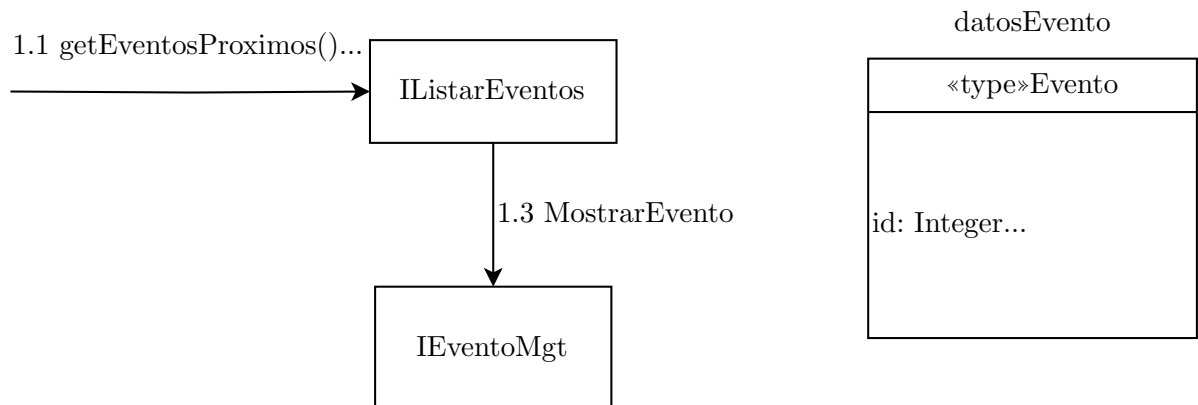 datosEvento
1.1 getEventosProximos()...
IListarEventos
«type»Evento
1.3 MostrarEvento
id: Integer...
IEventoMgt